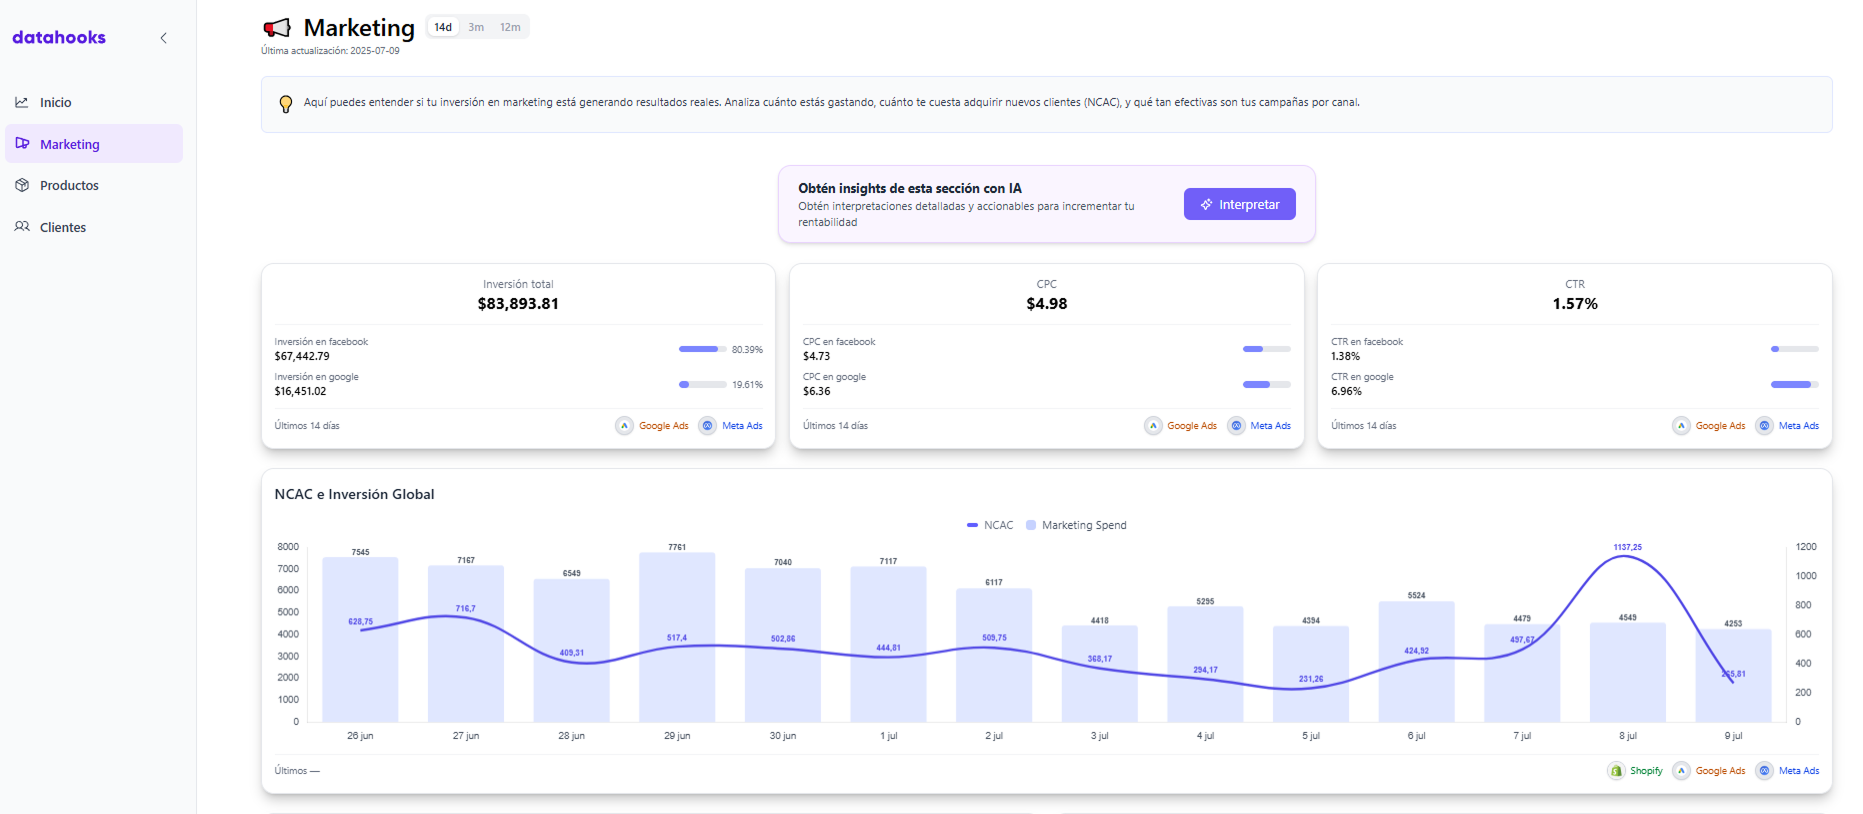 datahooks
Inicio
Marketing
Productos
Clientes
Marketing 14d 3m 12m
Última actualización: 2025-07-09
Aquí puedes entender si tu inversión en marketing está generando resultados reales. Analiza cuánto estás gastando, cuánto te cuesta adquirir nuevos clientes (NCAC), y qué tan efectivas son tus campañas por canal.
Obtén insights de esta sección con IA
Obtén interpretaciones detalladas y accionables para incrementar tu
rentabilidad
Interpretar
Inversión total
$83,893.81
Inversión en facebook
$67,442.79
80.39%
Inversión en google
$16,451.02
19.61%
Últimos 14 días
Google Ads Meta Ads
CPC
$4.98
CPC en facebook
$4.73
CPC en google
$6.36
Últimos 14 días
Google Ads Meta Ads
CTR
1.57%
CTR en facebook
1.38%
CTR en google
6.96%
Últimos 14 días
Google Ads Meta Ads
NCAC e Inversión Global
NCAC Marketing Spend
8000
7000
6000
5000
4000
3000
2000
1000
0
7545 7167 6549 7761 7040 7117 6117 4418 5295 4394 5524 4479 4549 4253
628,75 716,7 409,31 517,4 502,86 444,81 509,75 368,17 294,17 231,26 424,92 497,67 1137,25 265,81
1200
1000
800
600
400
200
0
26 jun 27 jun 28 jun 29 jun 30 jun 1 jul 2 jul 3 jul 4 jul 5 jul 6 jul 7 jul 8 jul 9 jul
Últimos —
Shopify Google Ads Meta Ads